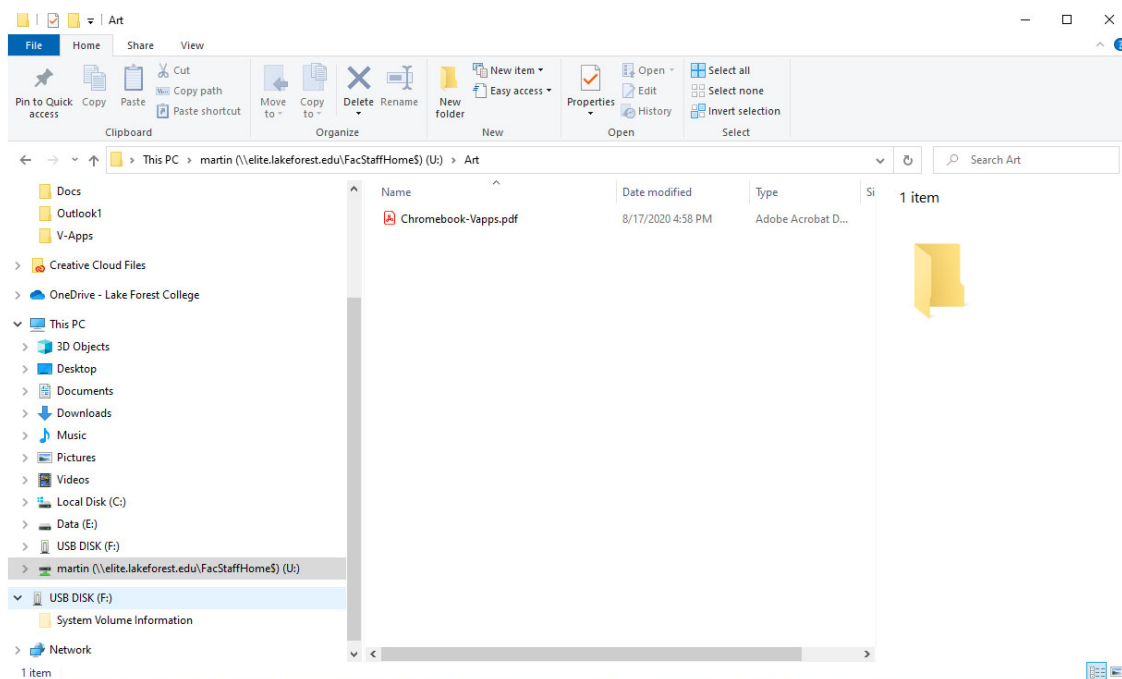 Art
File Home Share View
Pin to Quick access
Copy
Paste
Cut
Copy path
Paste shortcut
Clipboard
Move to
Copy to
Delete
Rename
Organize
New folder
New item
Easy access
New
Properties
Open
Edit
History
Open
Select all
Select none
Invert selection
Select
This PC > martin (\\elite.lakeforest.edu\FacStaffHome$) (U:) > Art
Search Art
Docs
Outlook1
V-Apps
Creative Cloud Files
OneDrive - Lake Forest College
This PC
3D Objects
Desktop
Documents
Downloads
Music
Pictures
Videos
Local Disk (C:)
Data (E:)
USB DISK (F:)
martin (\\elite.lakeforest.edu\FacStaffHome$) (U:)
USB DISK (F:)
System Volume Information
Network
Name Date modified Type Si
Chromebook-Vapps.pdf 8/17/2020 4:58 PM Adobe Acrobat D...
1 item
1 item